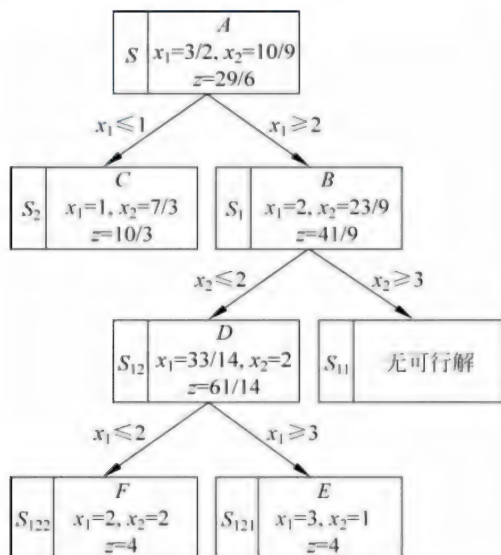 A
S
x₁=3/2, x₂=10/9
z=29/6
x₁≤1
x₁≥2
C
S₂
x₁=1, x₂=7/3
z=10/3
B
S₁
x₁=2, x₂=23/9
z=41/9
x₂≤2
x₂≥3
D
S₁₂
x₁=33/14, x₂=2
z=61/14
S₁₁
无可行解
x₁≤2
x₁≥3
F
S₁₂₂
x₁=2, x₂=2
z=4
E
S₁₂₁
x₁=3, x₂=1
z=4